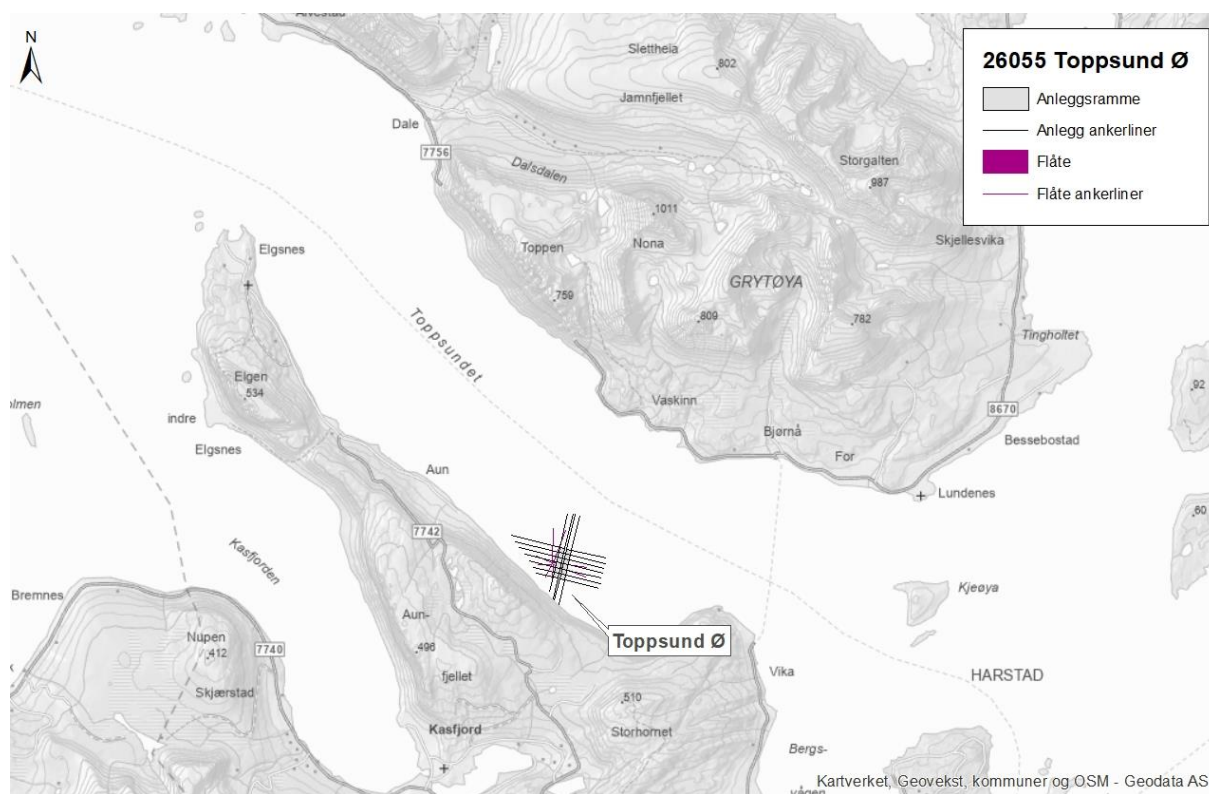 N
26055 Toppsund Ø
Anleggsramme
Anlegg ankerliner
Flåte
Flåte ankerliner
Slettheia
802
Jamnfjellet
Dale
7756
Dalsdalen
Storgalten
987
1011
Toppen
Nona
Skjellesvika
Elgsnes
GRYTØYA
759
809
782
Toppsundet
Tingholtet
Elgen
534
92
indre
Vaskinn
8670
Elgsnes
Bjørnå
For
Bessebostad
Aun
Lundenes
60
7742
Kasfjorden
Bremnes
Kjeøya
Nupen
412
7740
Aun-
496
Toppsund Ø
Skjærstad
fjellet
Vika
HARSTAD
510
Storhornet
Kasfjord
Bergs-
vågen
Kartverket, Geovekst, kommuner og OSM - Geodata AS